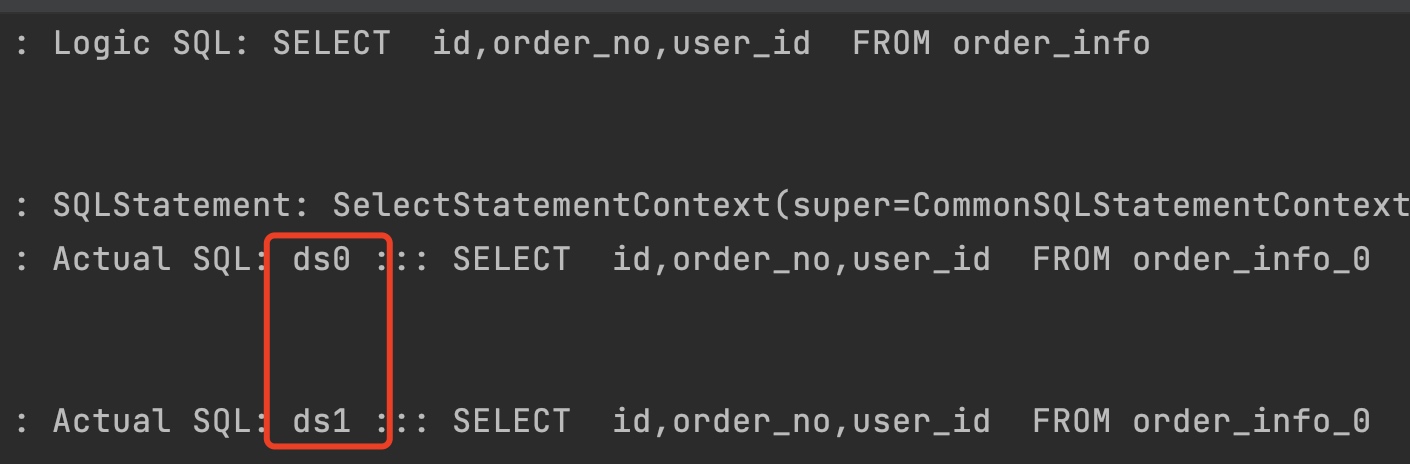 : Logic SQL: SELECT  id,order_no,user_id  FROM order_info
: SQLStatement: SelectStatementContext(super=CommonSQLStatementContext
: Actual SQL: ds0 ::: SELECT  id,order_no,user_id  FROM order_info_0
: Actual SQL: ds1 ::: SELECT  id,order_no,user_id  FROM order_info_0